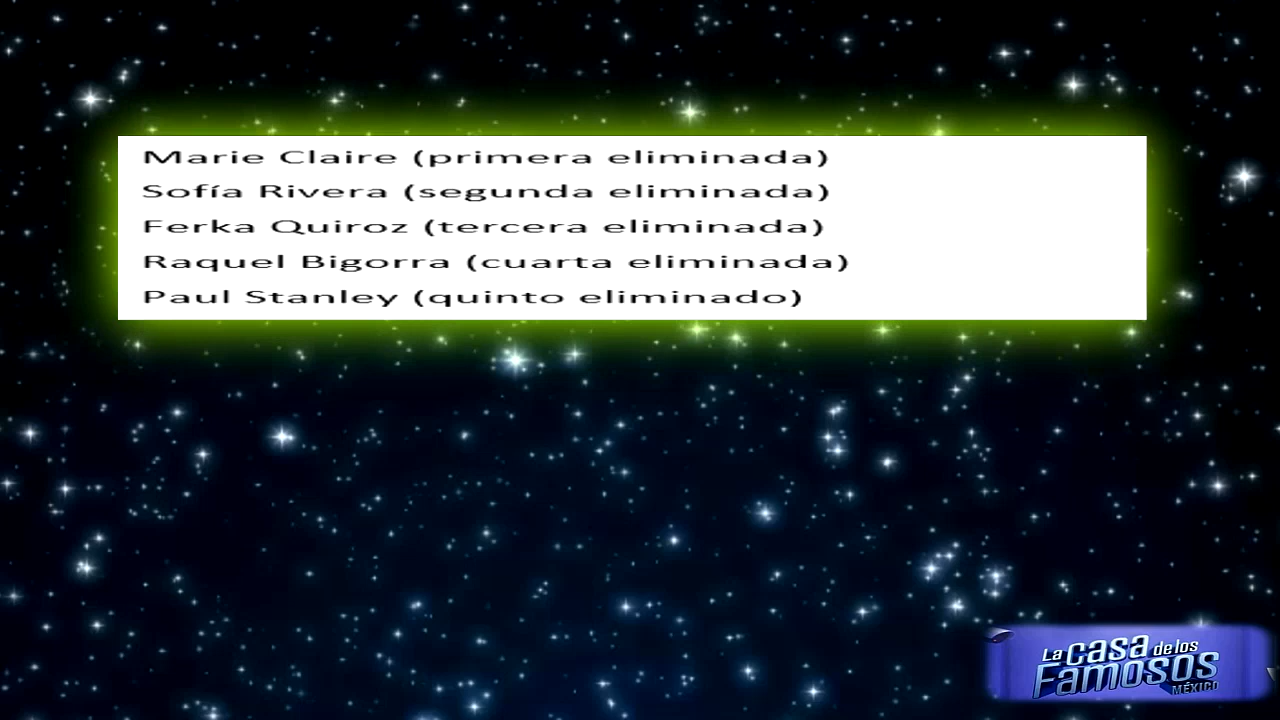 Marie Claire (primera eliminada)
Sofía Rivera (segunda eliminada)
Ferka Quiroz (tercera eliminada)
Raquel Bigorra (cuarta eliminada)
Paul Stanley (quinto eliminado)
La casa de los
Famosos
MÉXICO